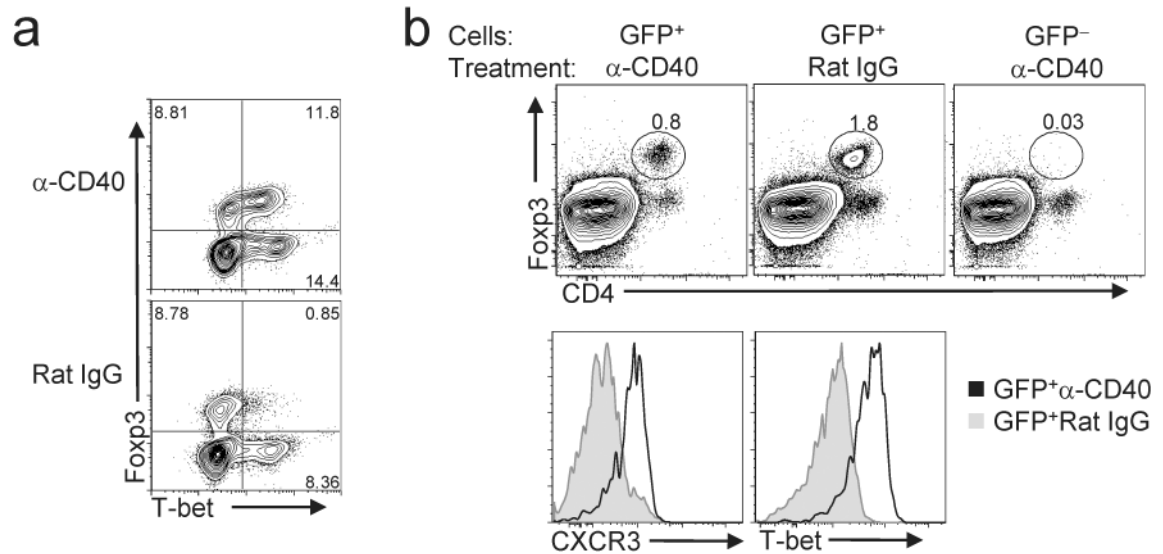 a
8.81 11.8
α-CD40
14.4
8.78 0.85
Rat IgG
8.36
Foxp3
T-bet
b
Cells: GFP⁺ GFP⁺ GFP⁻
Treatment: α-CD40 Rat IgG α-CD40
0.8 1.8 0.03
Foxp3
CD4
GFP⁺α-CD40
GFP⁺Rat IgG
CXCR3 T-bet